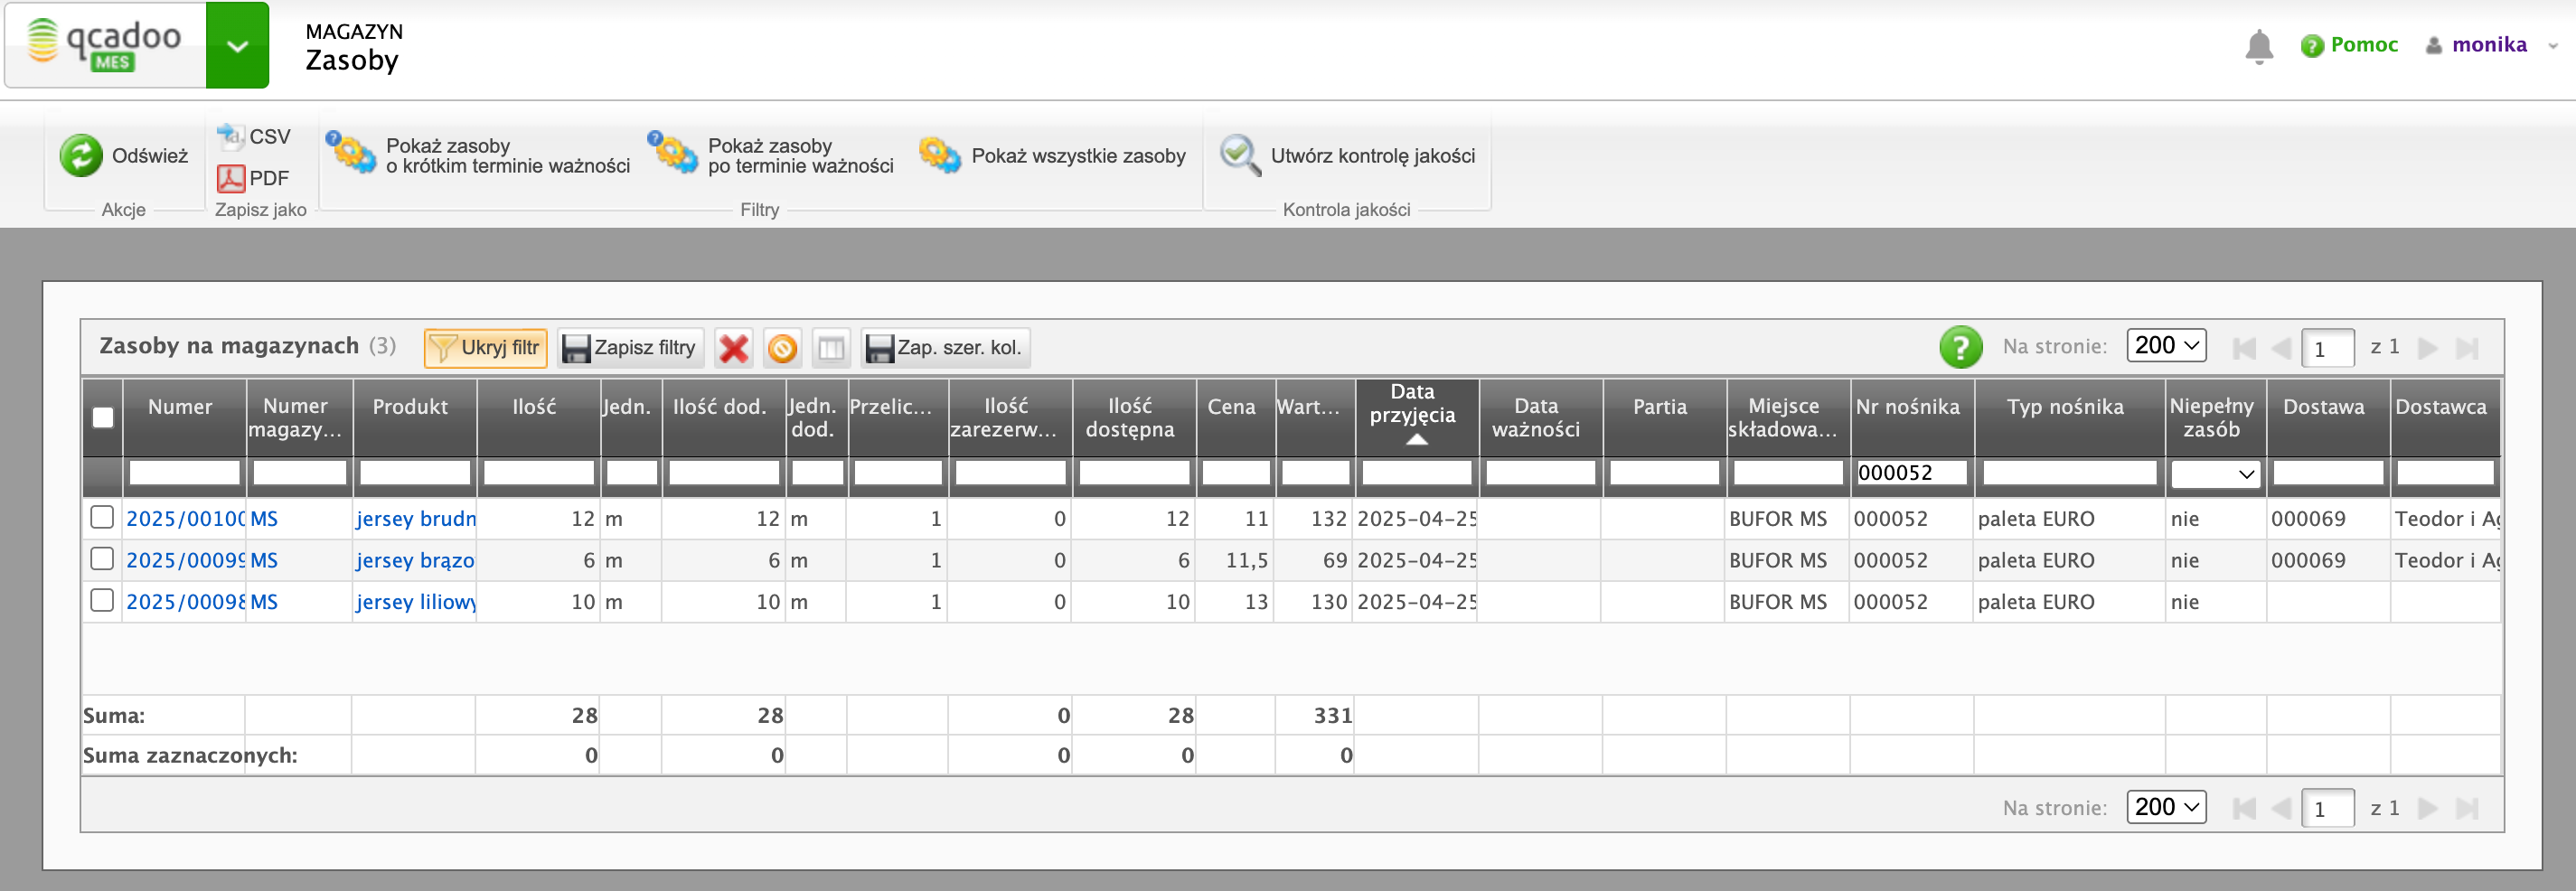 qcadoo
MES
MAGAZYN
Zasoby
Pomoc
monika
Odśwież
CSV
PDF
Pokaż zasoby
o krótkim terminie ważności
Pokaż zasoby
po terminie ważności
Pokaż wszystkie zasoby
Utwórz kontrolę jakości
Akcje
Zapisz jako
Filtry
Kontrola jakości
Zasoby na magazynach (3) Ukryj filtr Zapisz filtry Zap. szer. kol. Na stronie: 200 1 z 1
Numer
Numer magazy...
Produkt
Ilość
Jedn.
Ilość dod.
Jedn. dod.
Przelic...
Ilość zarezerw...
Ilość dostępna
Cena
Wart...
Data przyjęcia
Data ważności
Partia
Miejsce składowa...
Nr nośnika
Typ nośnika
Niepełny zasób
Dostawa
Dostawca
000052
2025/00100 MS jersey brudn 12 m 12 m 1 0 12 11 132 2025-04-25 BUFOR MS 000052 paleta EURO nie 000069 Teodor i Ag
2025/00099 MS jersey brązo 6 m 6 m 1 0 6 11,5 69 2025-04-25 BUFOR MS 000052 paleta EURO nie 000069 Teodor i Ag
2025/00098 MS jersey liliowy 10 m 10 m 1 0 10 13 130 2025-04-25 BUFOR MS 000052 paleta EURO nie
Suma: 28 28 0 28 331
Suma zaznaczonych: 0 0 0 0 0
Na stronie: 200 1 z 1